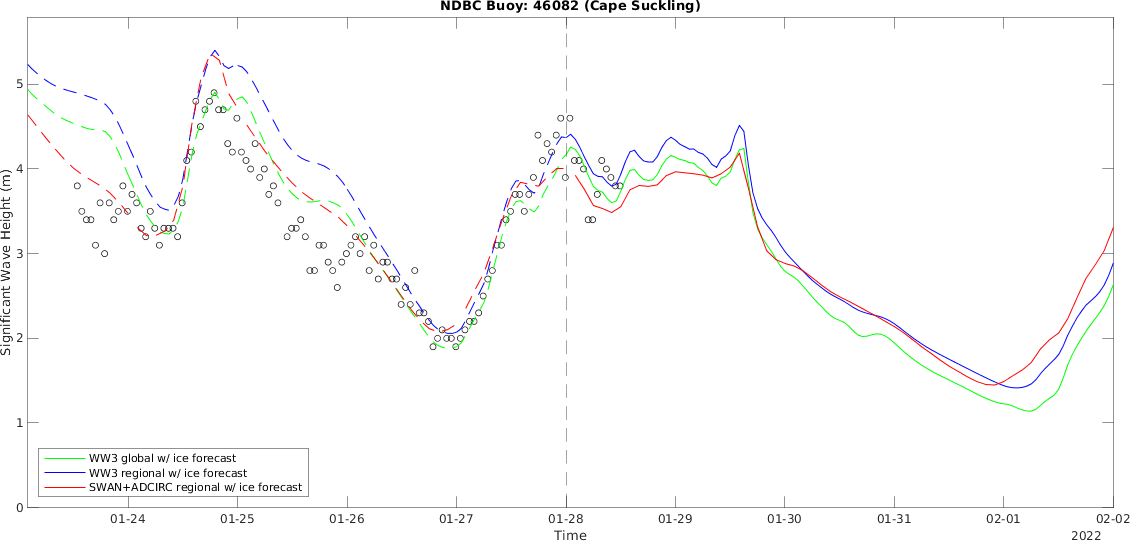 NDBC Buoy: 46082 (Cape Suckling)
Significant Wave Height (m)
5
4
3
2
1
0
WW3 global w/ ice forecast
WW3 regional w/ ice forecast
SWAN+ADCIRC regional w/ ice forecast
01-24 01-25 01-26 01-27 01-28 01-29 01-30 01-31 02-01 02-02
Time
2022